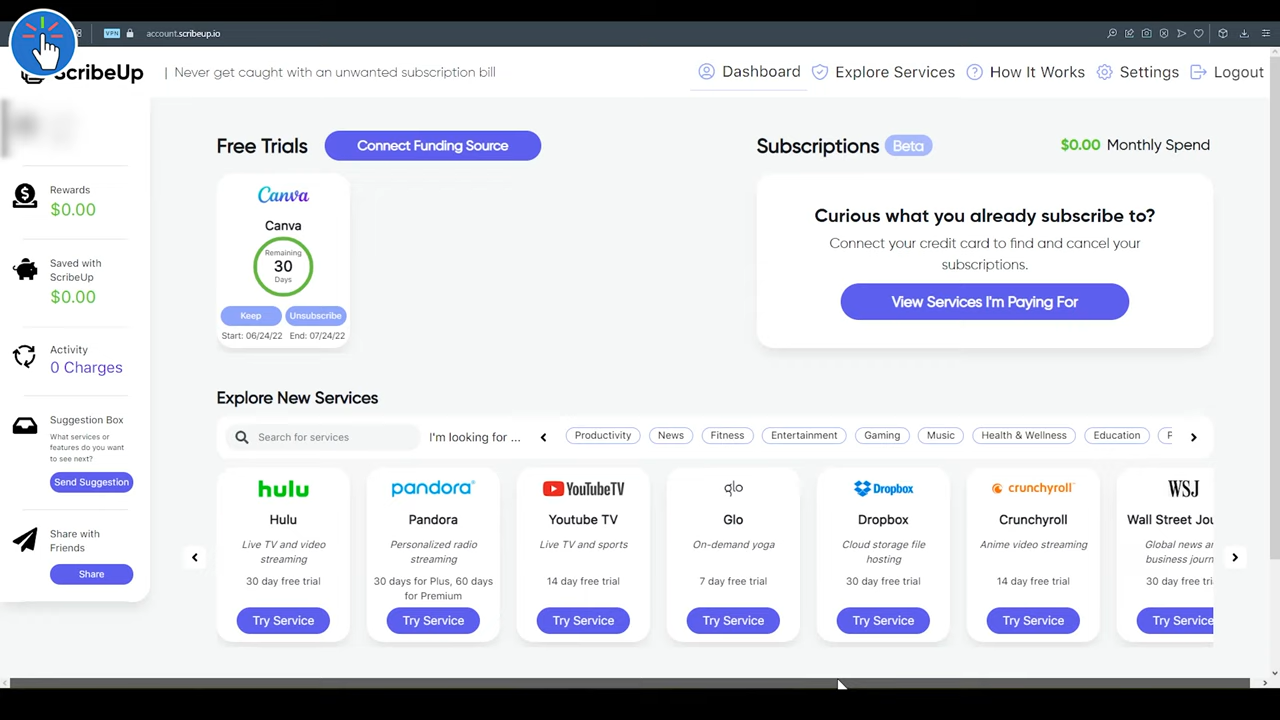 VPN
account.scribeup.io
ScribeUp
Never get caught with an unwanted subscription bill
Dashboard
Explore Services
How It Works
Settings
Logout
Rewards
$0.00
Saved with
ScribeUp
$0.00
Activity
0 Charges
Suggestion Box
What services or
features do you want
to see next?
Send Suggestion
Share with
Friends
Share
Free Trials
Connect Funding Source
Canva
Canva
Remaining
30
Days
Keep
Unsubscribe
Start: 06/24/22 End: 07/24/22
Subscriptions
Beta
$0.00 Monthly Spend
Curious what you already subscribe to?
Connect your credit card to find and cancel your
subscriptions.
View Services I'm Paying For
Explore New Services
Search for services
I'm looking for ...
Productivity
News
Fitness
Entertainment
Gaming
Music
Health & Wellness
Education
hulu
Hulu
Live TV and video
streaming
30 day free trial
Try Service
pandora
Pandora
Personalized radio
streaming
30 days for Plus, 60 days
for Premium
Try Service
YouTubeTV
Youtube TV
Live TV and sports
14 day free trial
Try Service
glo
Glo
On-demand yoga
7 day free trial
Try Service
Dropbox
Dropbox
Cloud storage file
hosting
30 day free trial
Try Service
crunchyroll
Crunchyroll
Anime video streaming
14 day free trial
Try Service
WSJ
Wall Street Jou
Global news a
business journ
30 day free tri
Try Service